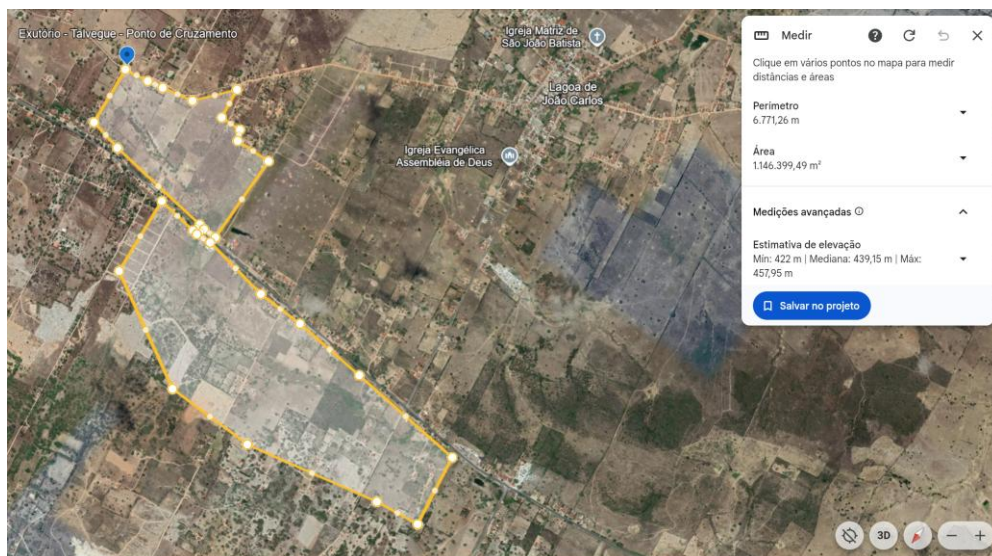 Exutório - Talvegue - Ponto de Cruzamento
Igreja Matriz de
São João Batista
Lagoa de
João Carlos
Igreja Evangélica
Assembléia de Deus
Medir
Clique em vários pontos no mapa para medir
distâncias e áreas
Perímetro
6.771,26 m
Área
1.146.399,49 m²
Medições avançadas
Estimativa de elevação
Mín: 422 m | Mediana: 439,15 m | Máx:
457,95 m
Salvar no projeto
3D